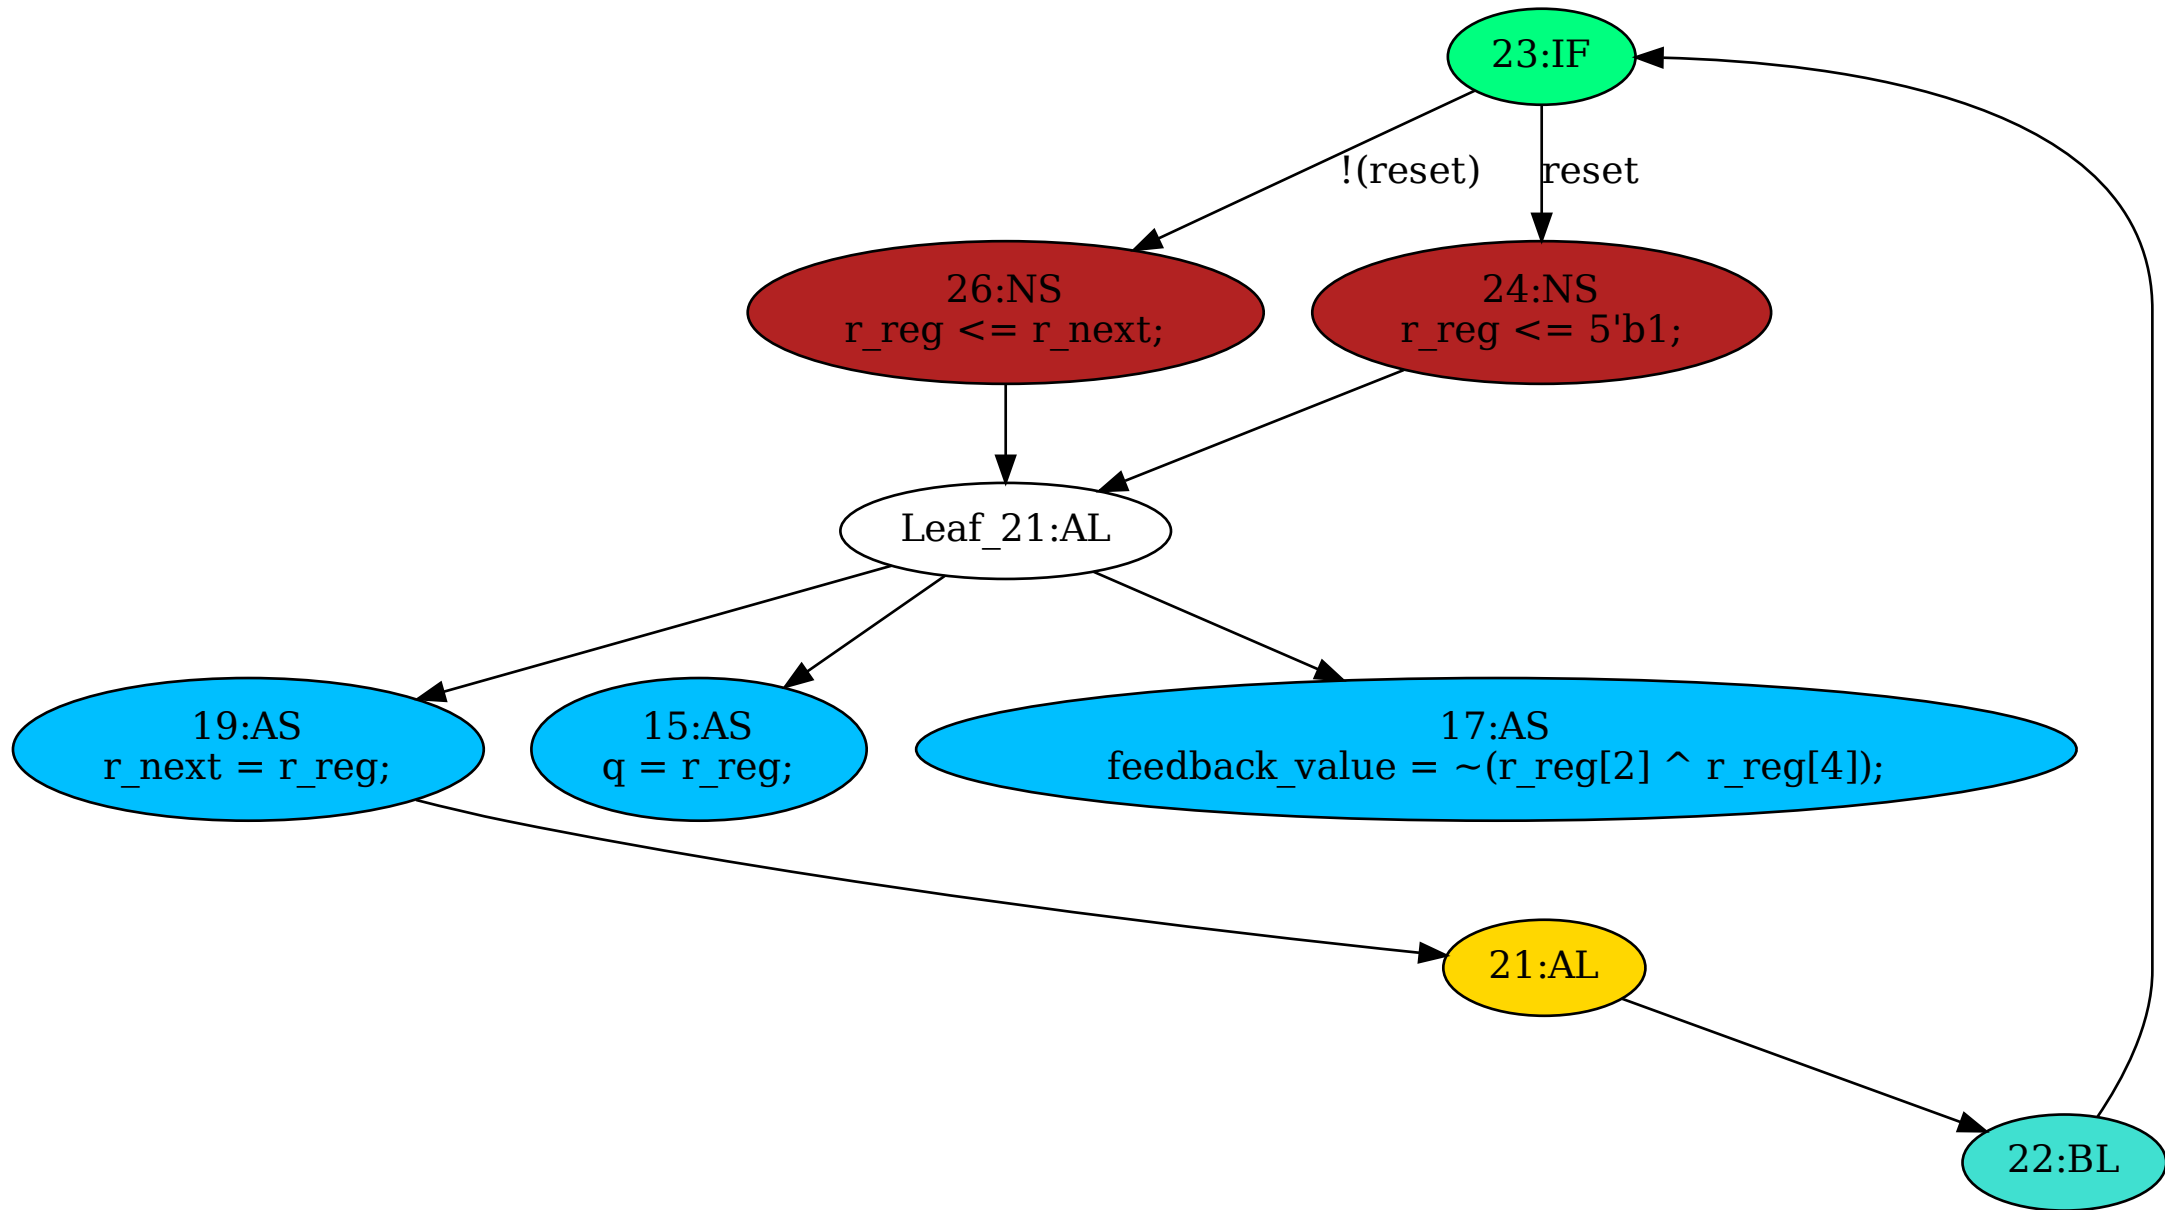 23:IF
!(reset)
reset
26:NS
r_reg <= r_next;
24:NS
r_reg <= 5'b1;
Leaf_21:AL
19:AS
r_next = r_reg;
15:AS
q = r_reg;
17:AS
feedback_value = ~(r_reg[2] ^ r_reg[4]);
21:AL
22:BL